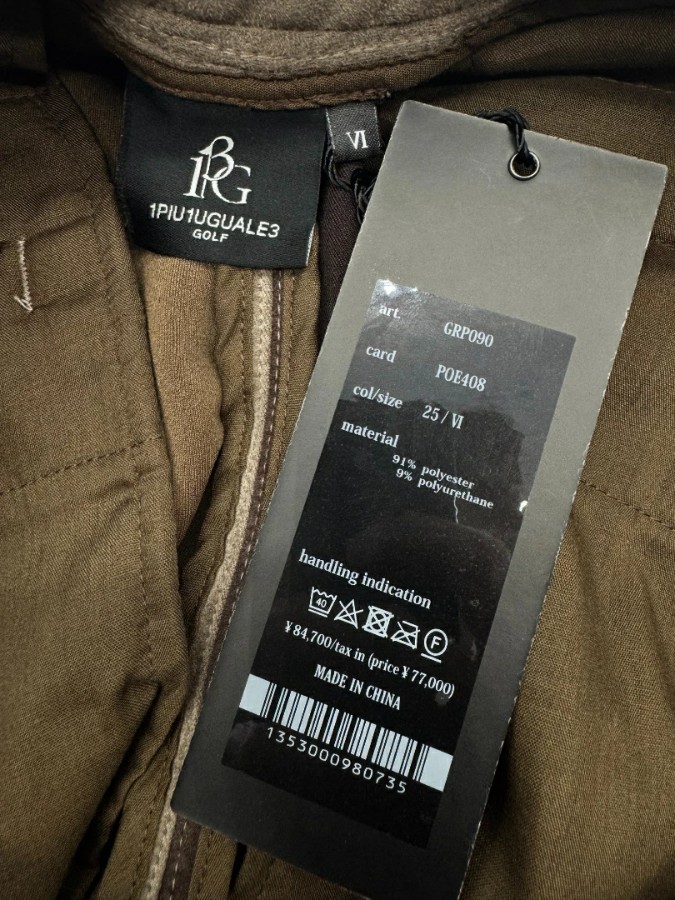 1PIU1UGUALE3
GOLF
VI
art. GRP090
card POE408
col/size 25 / VI
material
91% polyester
9% polyurethane
handling indication
40 F
¥84,700/tax in (price ¥77,000)
MADE IN CHINA
1353000980735